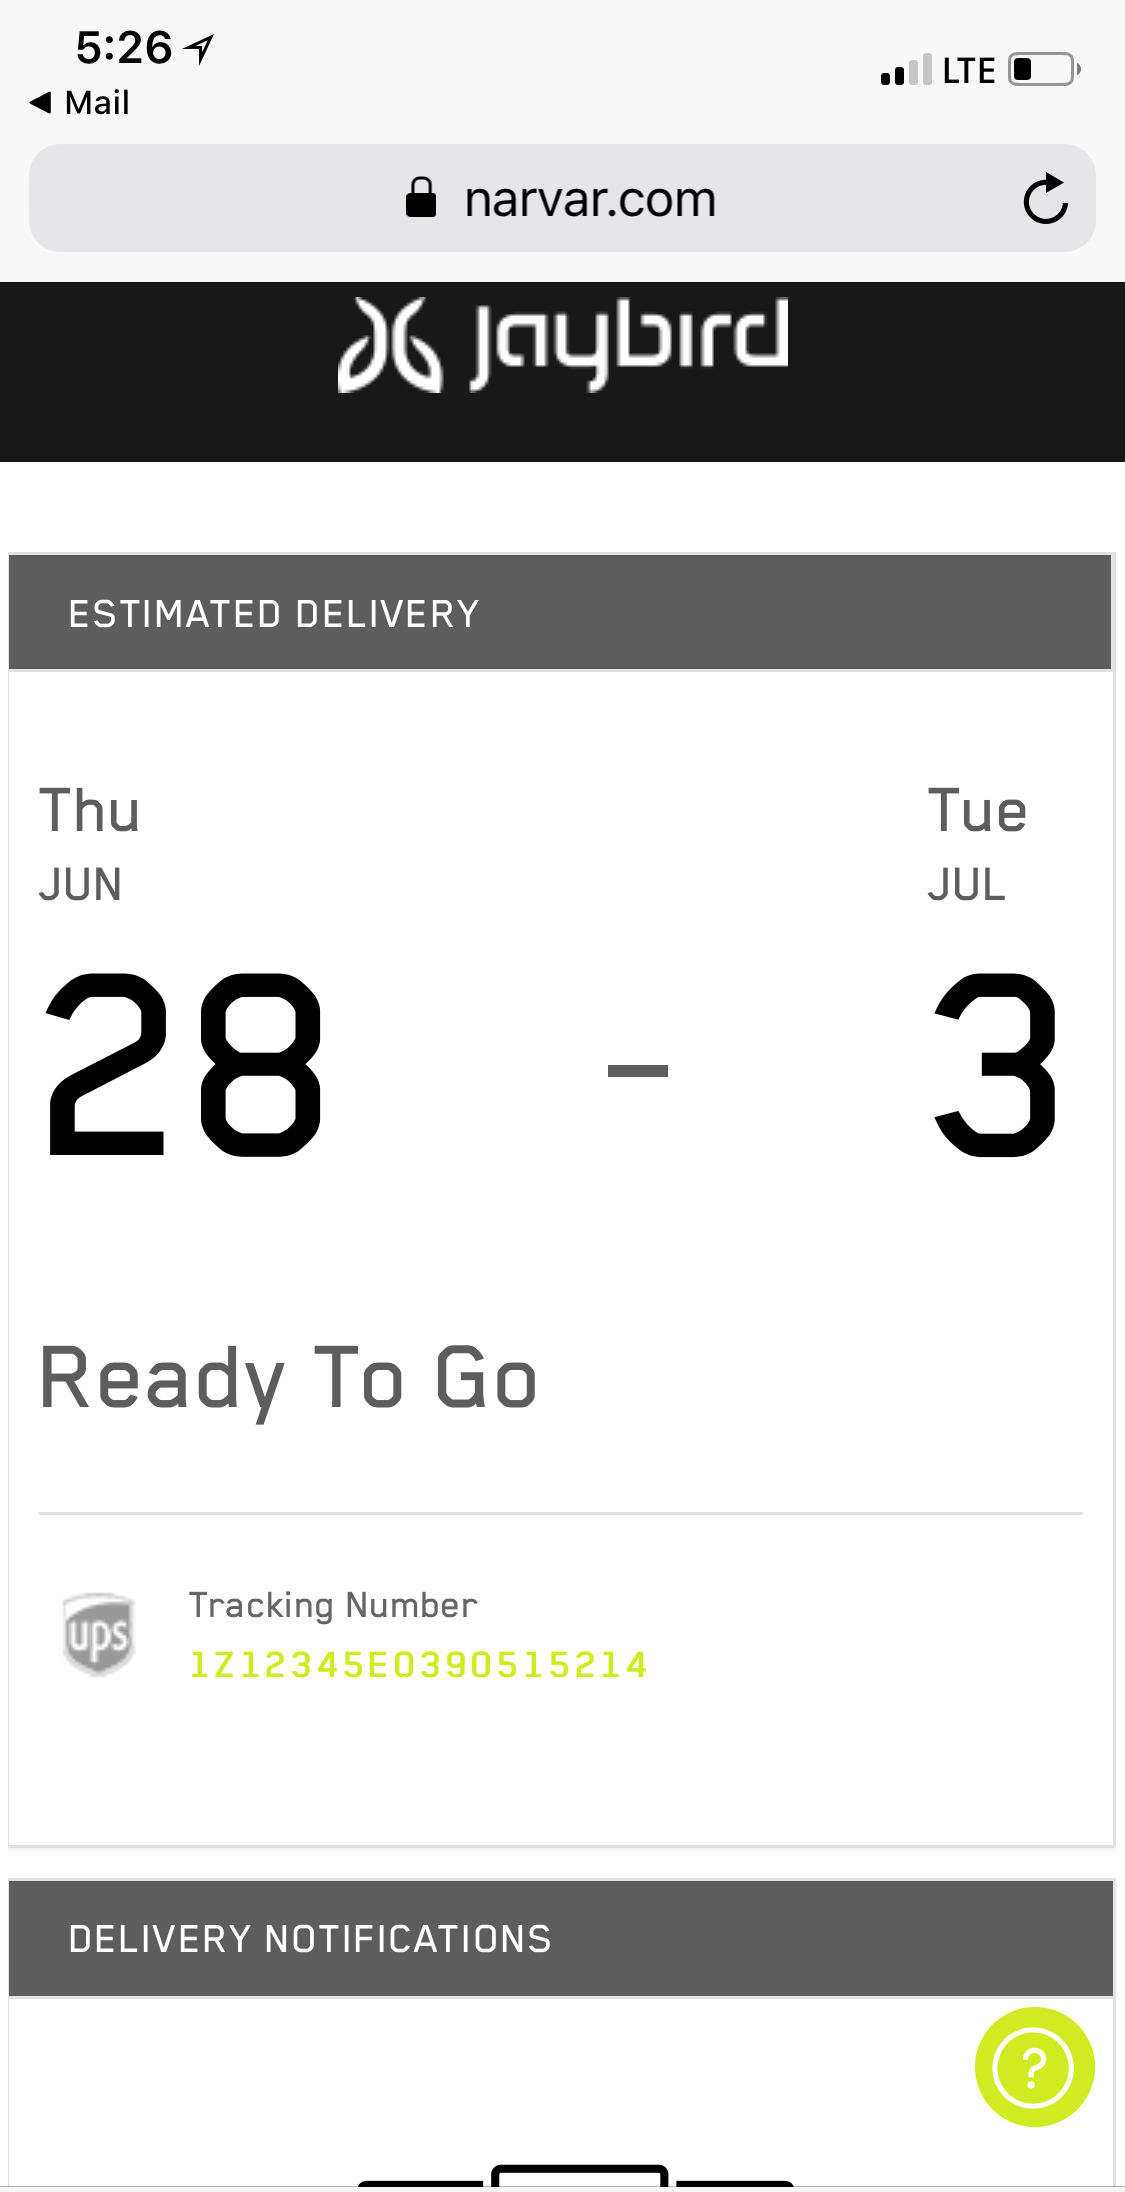 5:26
Mail
LTE
narvar.com
jaybird
ESTIMATED DELIVERY
Thu
JUN
28
-
Tue
JUL
3
Ready To Go
ups
Tracking Number
1Z12345E0390515214
DELIVERY NOTIFICATIONS
?